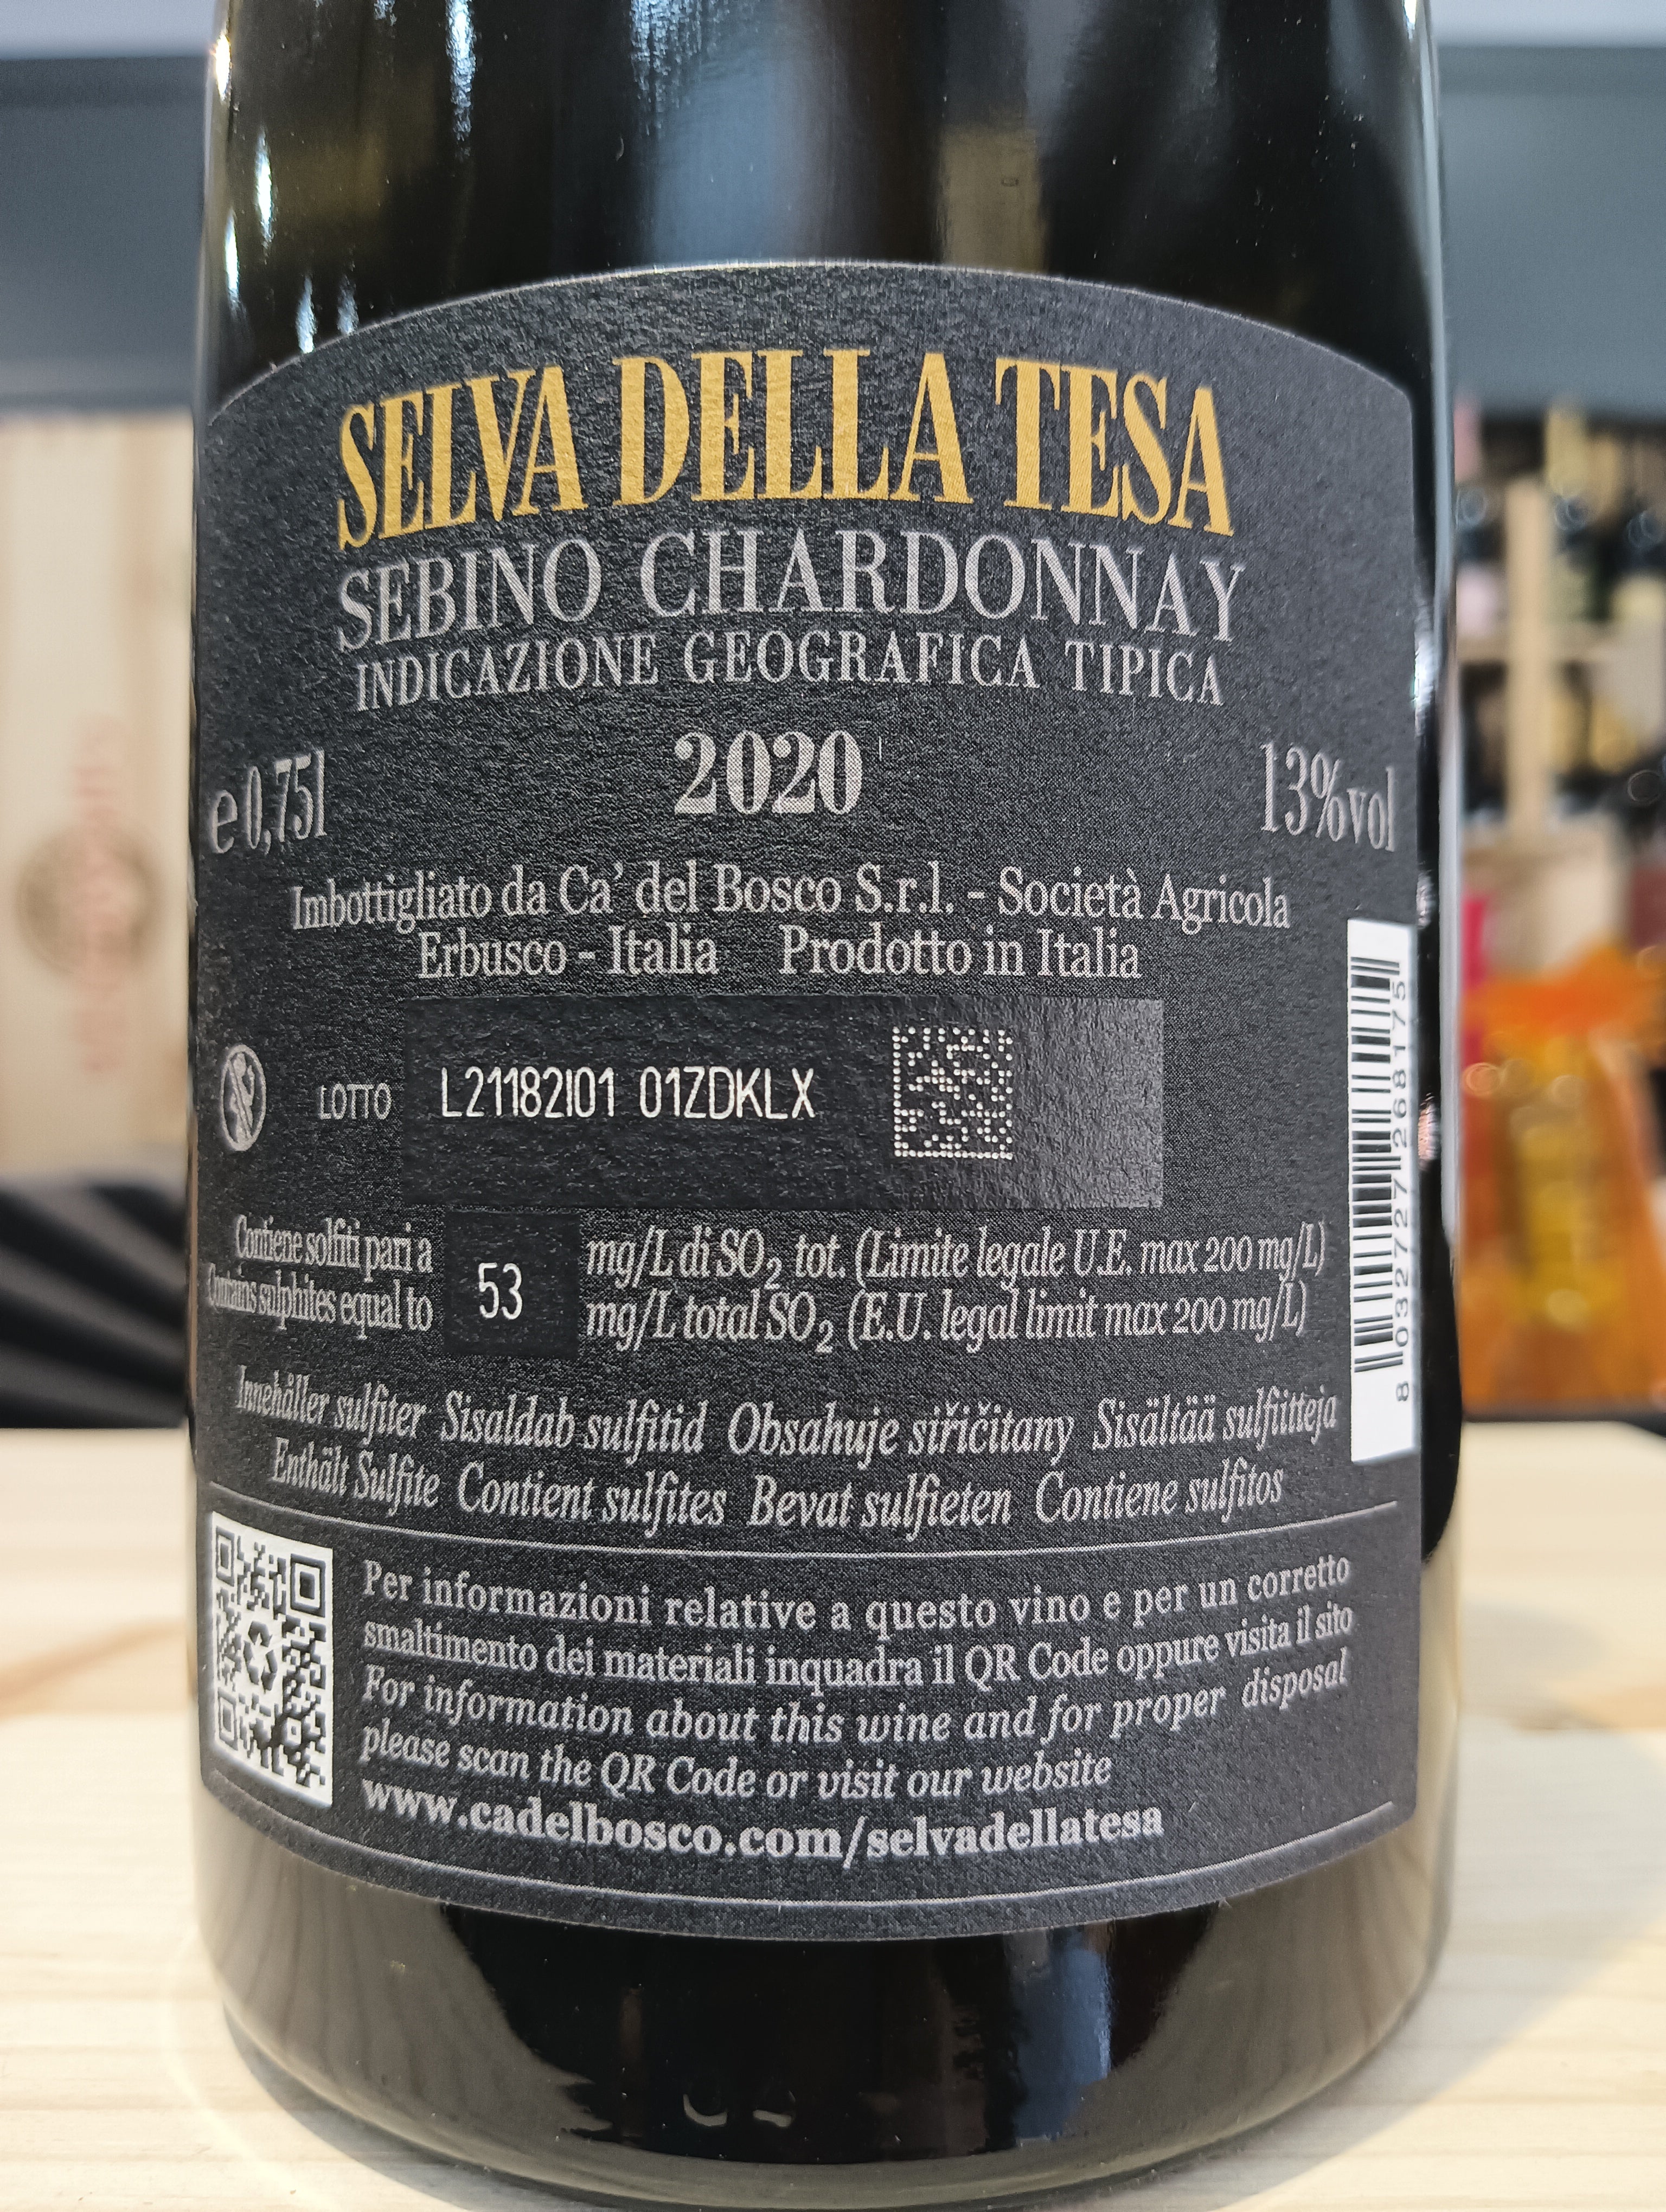 SELVA DELLA TESA
SEBINO CHARDONNAY
INDICAZIONE GEOGRAFICA TIPICA
2020
e 0,75l
13%vol
Imbottigliato da Ca' del Bosco S.r.l. - Società Agricola
Erbusco - Italia Prodotto in Italia
LOTTO L21182I01 01ZDKLX
Contiene solfiti pari a 53 mg/L di SO₂ tot. (Limite legale U.E. max 200 mg/L)
Contains sulphites equal to mg/L total SO₂ (E.U. legal limit max 200 mg/L)
8 032727 268175
Innehåller sulfiter Sisaldab sulfitid Obsahuje siřičitany Sisältää sulfiitteja
Enthält Sulfite Contient sulfites Bevat sulfieten Contiene sulfitos
Per informazioni relative a questo vino e per un corretto
smaltimento dei materiali inquadra il QR Code oppure visita il sito
For information about this wine and for proper disposal
please scan the QR Code or visit our website
www.cadelbosco.com/selvadellatesa